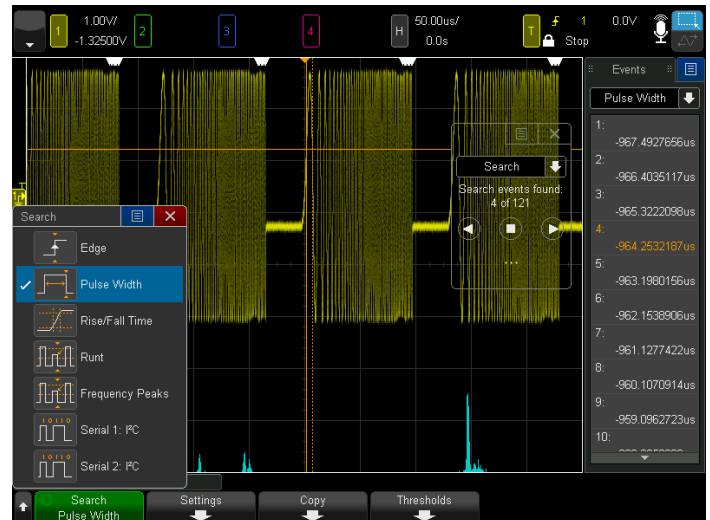 1
1.00V/
-1.32500V
2
3
4
H
50.00us/
0.0s
T
1
0.0V
Stop
Events
Pulse Width
1:
-967.4927656us
2:
-966.4035117us
3:
-965.3222098us
4:
-964.2532187us
5:
-963.1980156us
6:
-962.1538906us
7:
-961.1277422us
8:
-960.1070914us
9:
-959.0962723us
10:
Search
Search events found:
4 of 121
...
Search
Edge
Pulse Width
Rise/Fall Time
Runt
Frequency Peaks
Serial 1: I²C
Serial 2: I²C
Search
Pulse Width
Settings
Copy
Thresholds